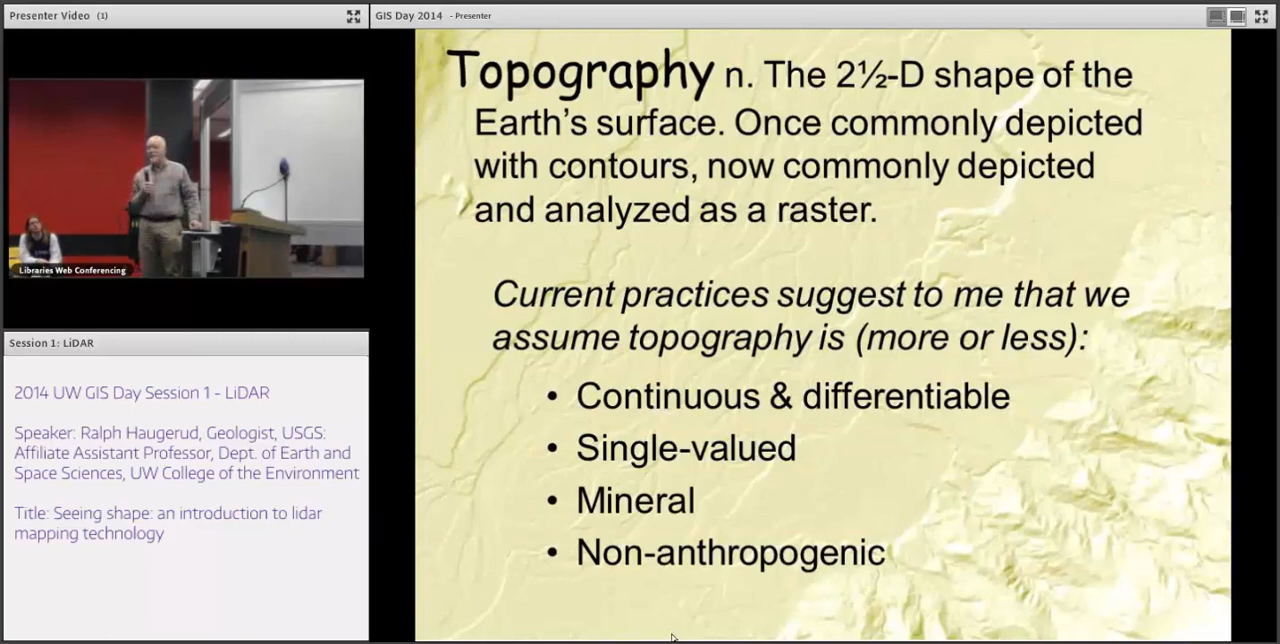 Presenter Video (1)
GIS Day 2014 - Presenter
Libraries Web Conferencing
Session 1: LiDAR
2014 UW GIS Day Session 1 - LiDAR
Speaker: Ralph Haugerud, Geologist, USGS:
Affiliate Assistant Professor, Dept. of Earth and
Space Sciences, UW College of the Environment
Title: Seeing shape: an introduction to lidar
mapping technology
Topography n. The 2½-D shape of the
Earth's surface. Once commonly depicted
with contours, now commonly depicted
and analyzed as a raster.
Current practices suggest to me that we
assume topography is (more or less):
• Continuous & differentiable
• Single-valued
• Mineral
• Non-anthropogenic